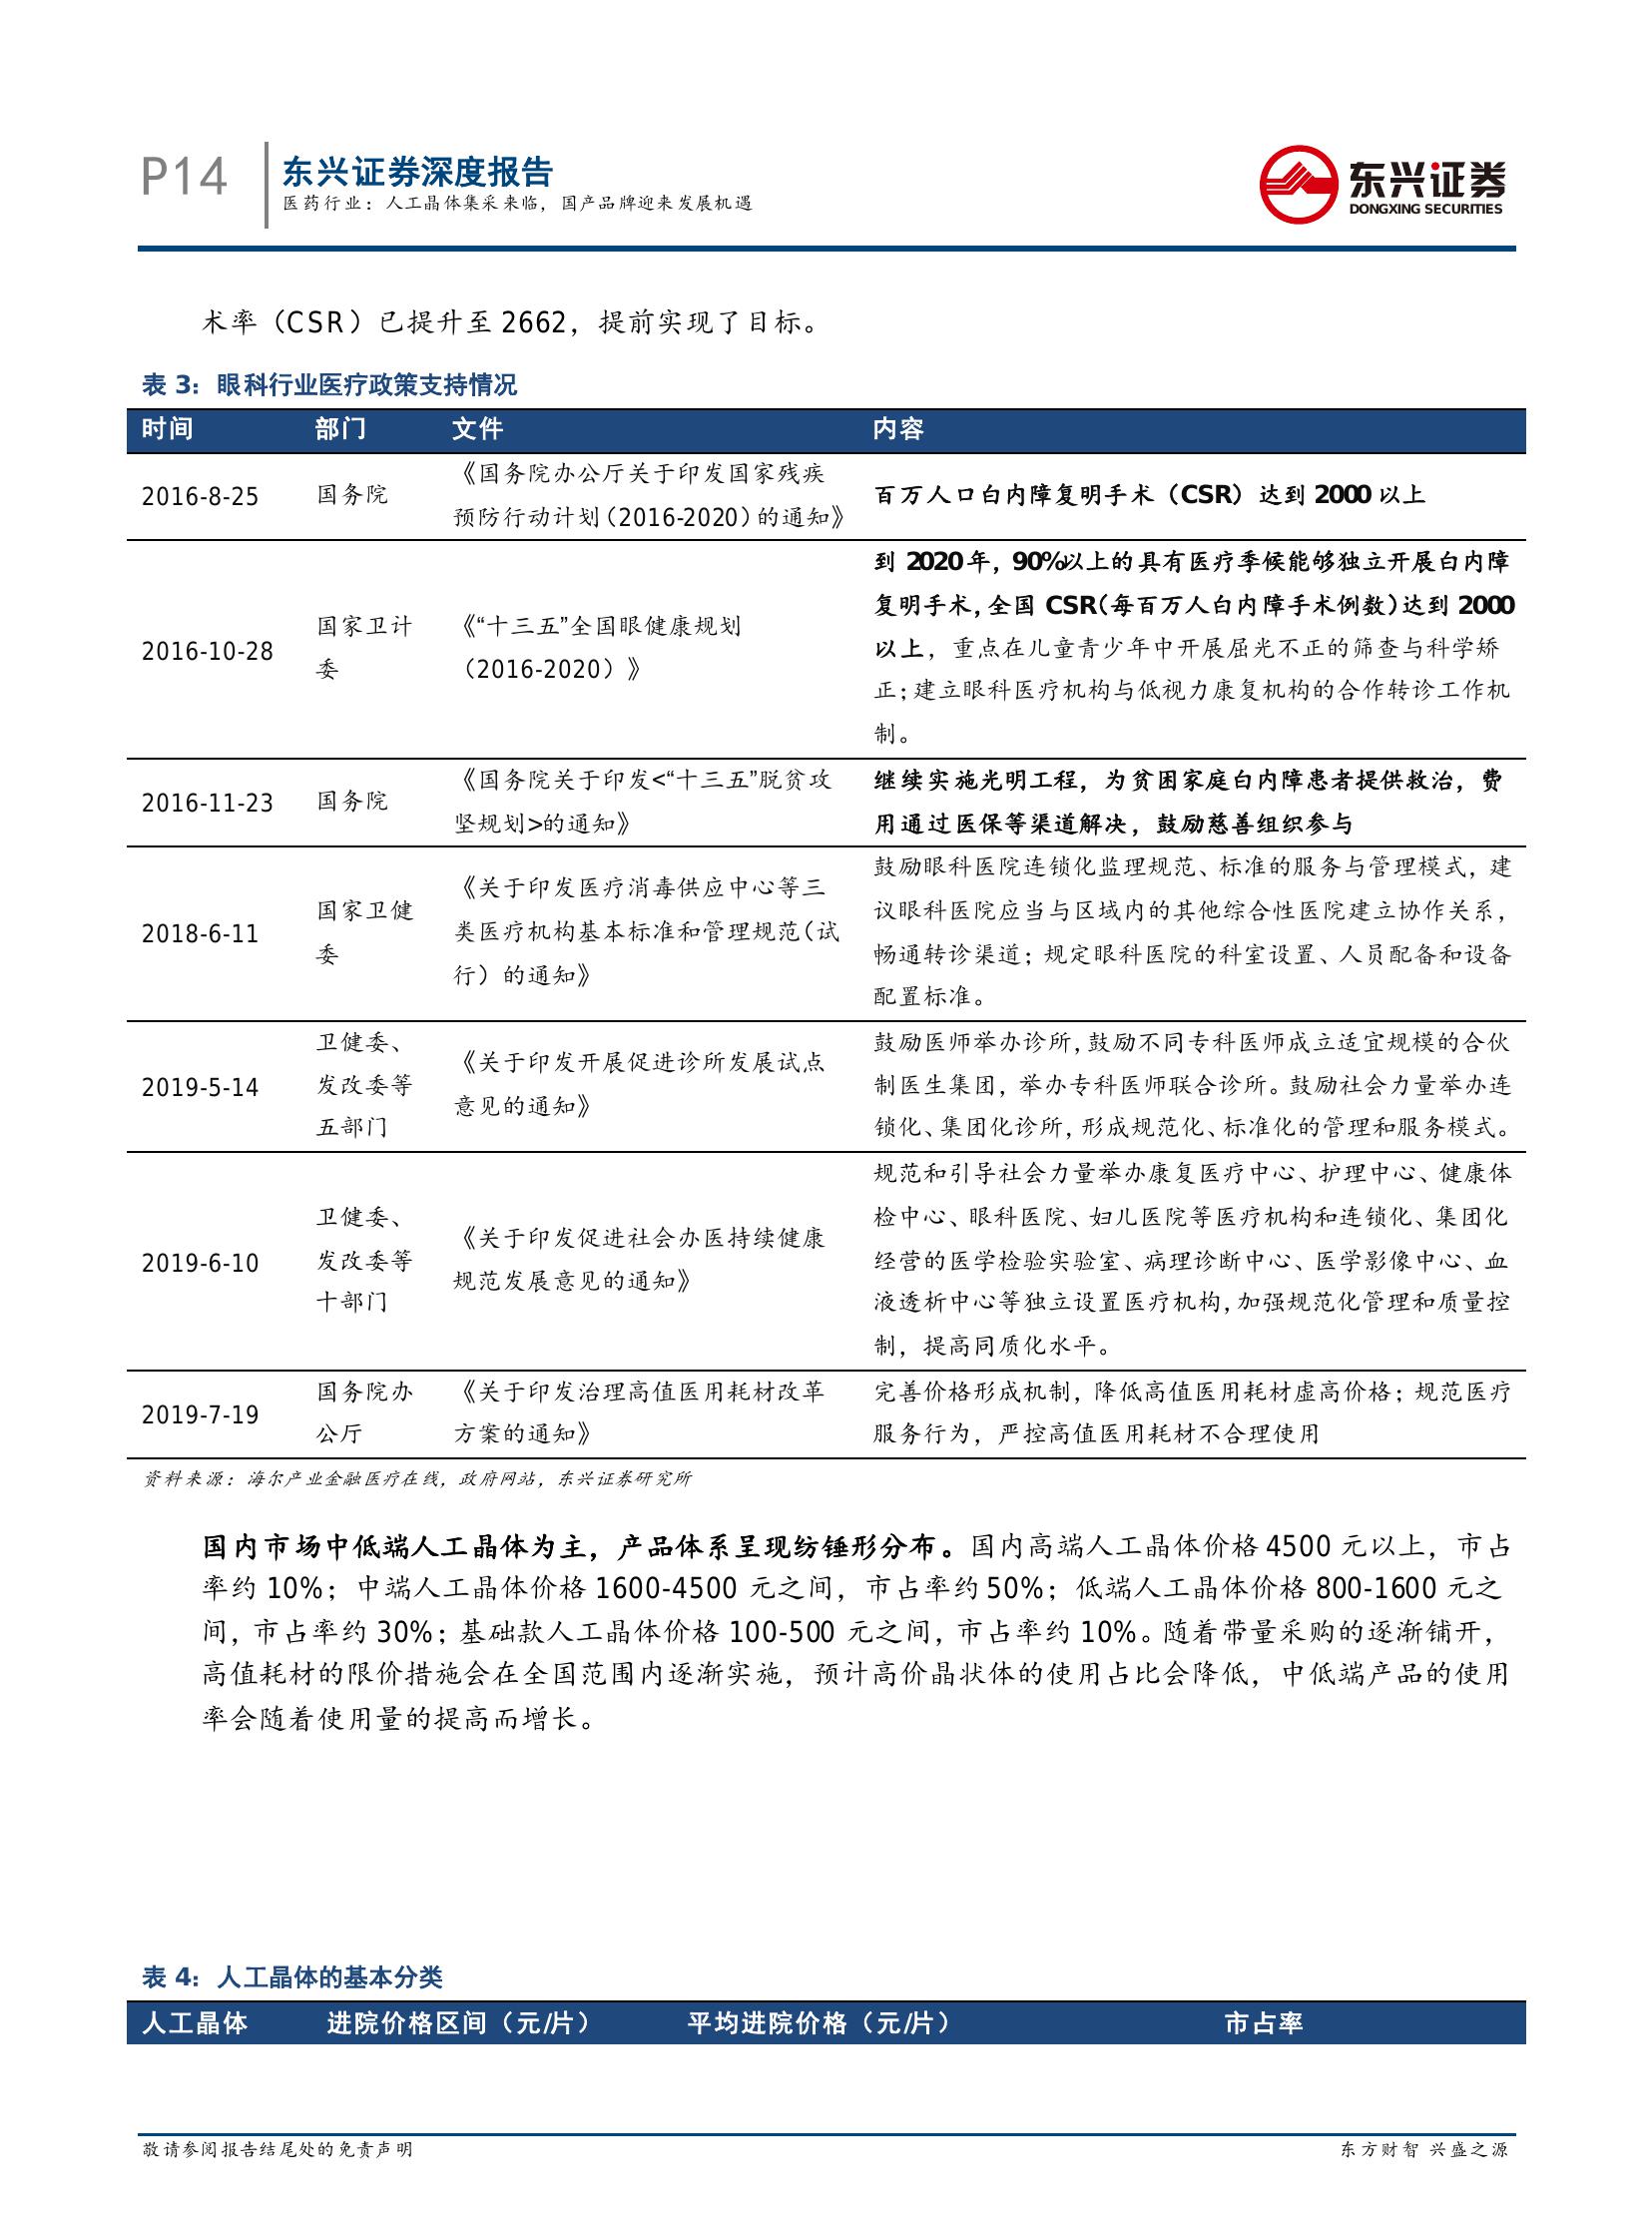 P14
东兴证券深度报告
医药行业：人工晶体集采来临，国产品牌迎来发展机遇
东兴证券
DONGXING SECURITIES
术率（CSR）已提升至 2662，提前实现了目标。
表 3：眼科行业医疗政策支持情况
时间 部门 文件 内容
2016-8-25 国务院
《国务院办公厅关于印发国家残疾
预防行动计划（2016-2020）的通知》
百万人口白内障复明手术（CSR）达到 2000 以上
2016-10-28
国家卫计
委
《“十三五”全国眼健康规划
（2016-2020）》
到 2020 年，90%以上的具有医疗季候能够独立开展白内障
复明手术，全国 CSR（每百万人白内障手术例数）达到 2000
以上，重点在儿童青少年中开展屈光不正的筛查与科学矫
正；建立眼科医疗机构与低视力康复机构的合作转诊工作机
制。
2016-11-23 国务院
《国务院关于印发<“十三五”脱贫攻
坚规划>的通知》
继续实施光明工程，为贫困家庭白内障患者提供救治，费
用通过医保等渠道解决，鼓励慈善组织参与
2018-6-11
国家卫健
委
《关于印发医疗消毒供应中心等三
类医疗机构基本标准和管理规范（试
行）的通知》
鼓励眼科医院连锁化监理规范、标准的服务与管理模式，建
议眼科医院应当与区域内的其他综合性医院建立协作关系，
畅通转诊渠道；规定眼科医院的科室设置、人员配备和设备
配置标准。
2019-5-14
卫健委、
发改委等
五部门
《关于印发开展促进诊所发展试点
意见的通知》
鼓励医师举办诊所，鼓励不同专科医师成立适宜规模的合伙
制医生集团，举办专科医师联合诊所。鼓励社会力量举办连
锁化、集团化诊所，形成规范化、标准化的管理和服务模式。
2019-6-10
卫健委、
发改委等
十部门
《关于印发促进社会办医持续健康
规范发展意见的通知》
规范和引导社会力量举办康复医疗中心、护理中心、健康体
检中心、眼科医院、妇儿医院等医疗机构和连锁化、集团化
经营的医学检验实验室、病理诊断中心、医学影像中心、血
液透析中心等独立设置医疗机构，加强规范化管理和质量控
制，提高同质化水平。
2019-7-19
国务院办
公厅
《关于印发治理高值医用耗材改革
方案的通知》
完善价格形成机制，降低高值医用耗材虚高价格；规范医疗
服务行为，严控高值医用耗材不合理使用
资料来源：海尔产业金融医疗在线，政府网站，东兴证券研究所
国内市场中低端人工晶体为主，产品体系呈现纺锤形分布。国内高端人工晶体价格 4500 元以上，市占
率约 10%；中端人工晶体价格 1600-4500 元之间，市占率约 50%；低端人工晶体价格 800-1600 元之
间，市占率约 30%；基础款人工晶体价格 100-500 元之间，市占率约 10%。随着带量采购的逐渐铺开，
高值耗材的限价措施会在全国范围内逐渐实施，预计高价晶状体的使用占比会降低，中低端产品的使用
率会随着使用量的提高而增长。
表 4：人工晶体的基本分类
人工晶体 进院价格区间（元/片） 平均进院价格（元/片） 市占率
敬请参阅报告结尾处的免责声明 东方财智 兴盛之源